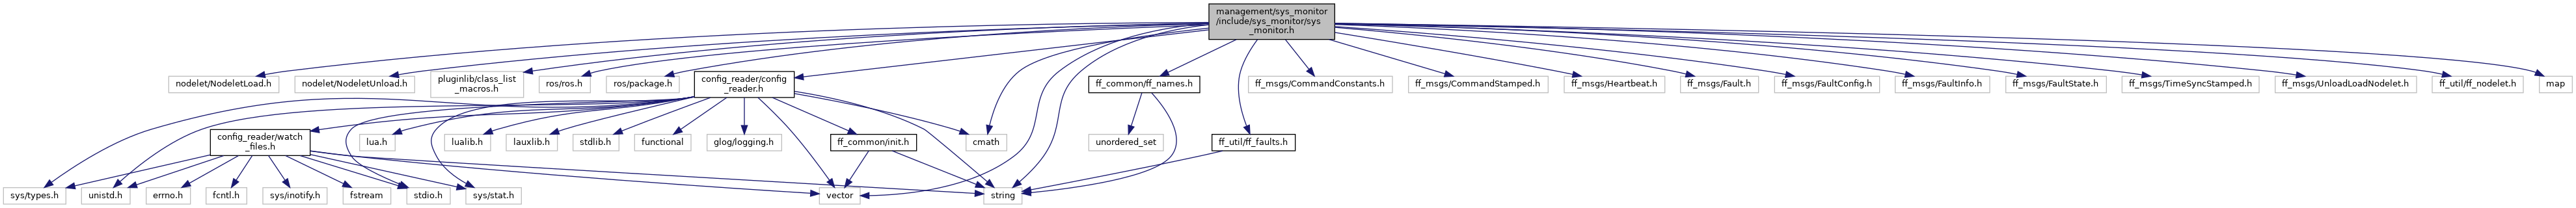 management/sys_monitor
/include/sys_monitor/sys
_monitor.h
nodelet/NodeletLoad.h
nodelet/NodeletUnload.h
pluginlib/class_list
_macros.h
ros/ros.h
ros/package.h
config_reader/config
_reader.h
ff_common/ff_names.h
ff_msgs/CommandConstants.h
ff_msgs/CommandStamped.h
ff_msgs/Heartbeat.h
ff_msgs/Fault.h
ff_msgs/FaultConfig.h
ff_msgs/FaultInfo.h
ff_msgs/FaultState.h
ff_msgs/TimeSyncStamped.h
ff_msgs/UnloadLoadNodelet.h
ff_util/ff_nodelet.h
map
config_reader/watch
_files.h
lua.h
lualib.h
lauxlib.h
stdlib.h
functional
glog/logging.h
ff_common/init.h
cmath
unordered_set
ff_util/ff_faults.h
sys/types.h
unistd.h
errno.h
fcntl.h
sys/inotify.h
fstream
stdio.h
sys/stat.h
vector
string